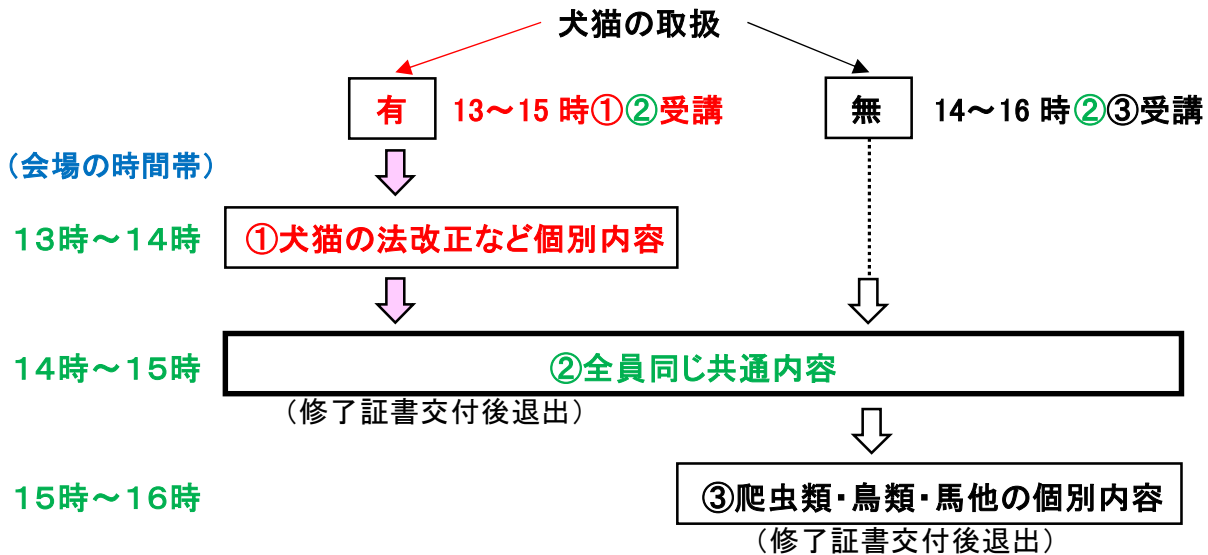 犬猫の取扱
有 13～15時①②受講 無 14～16時②③受講
（会場の時間帯）
13時～14時 ①犬猫の法改正など個別内容
14時～15時 ②全員同じ共通内容
（修了証書交付後退出）
15時～16時 ③爬虫類・鳥類・馬他の個別内容
（修了証書交付後退出）